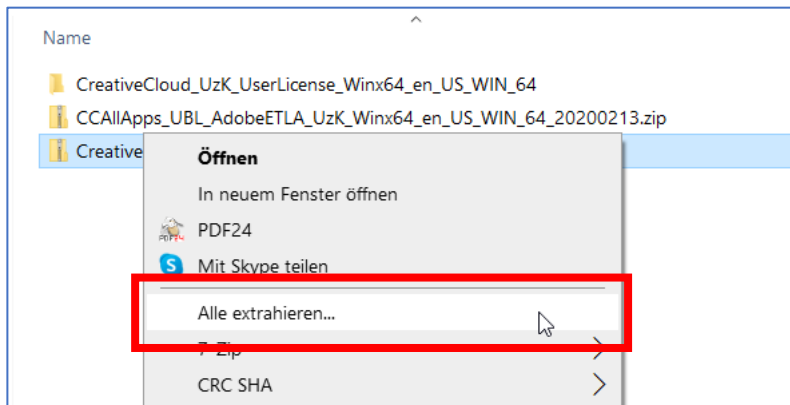 Name
CreativeCloud_UzK_UserLicense_Winx64_en_US_WIN_64
CCAllApps_UBL_AdobeETLA_UzK_Winx64_en_US_WIN_64_20200213.zip
Creative
Öffnen
In neuem Fenster öffnen
PDF24
Mit Skype teilen
Alle extrahieren...
7-Zip
CRC SHA